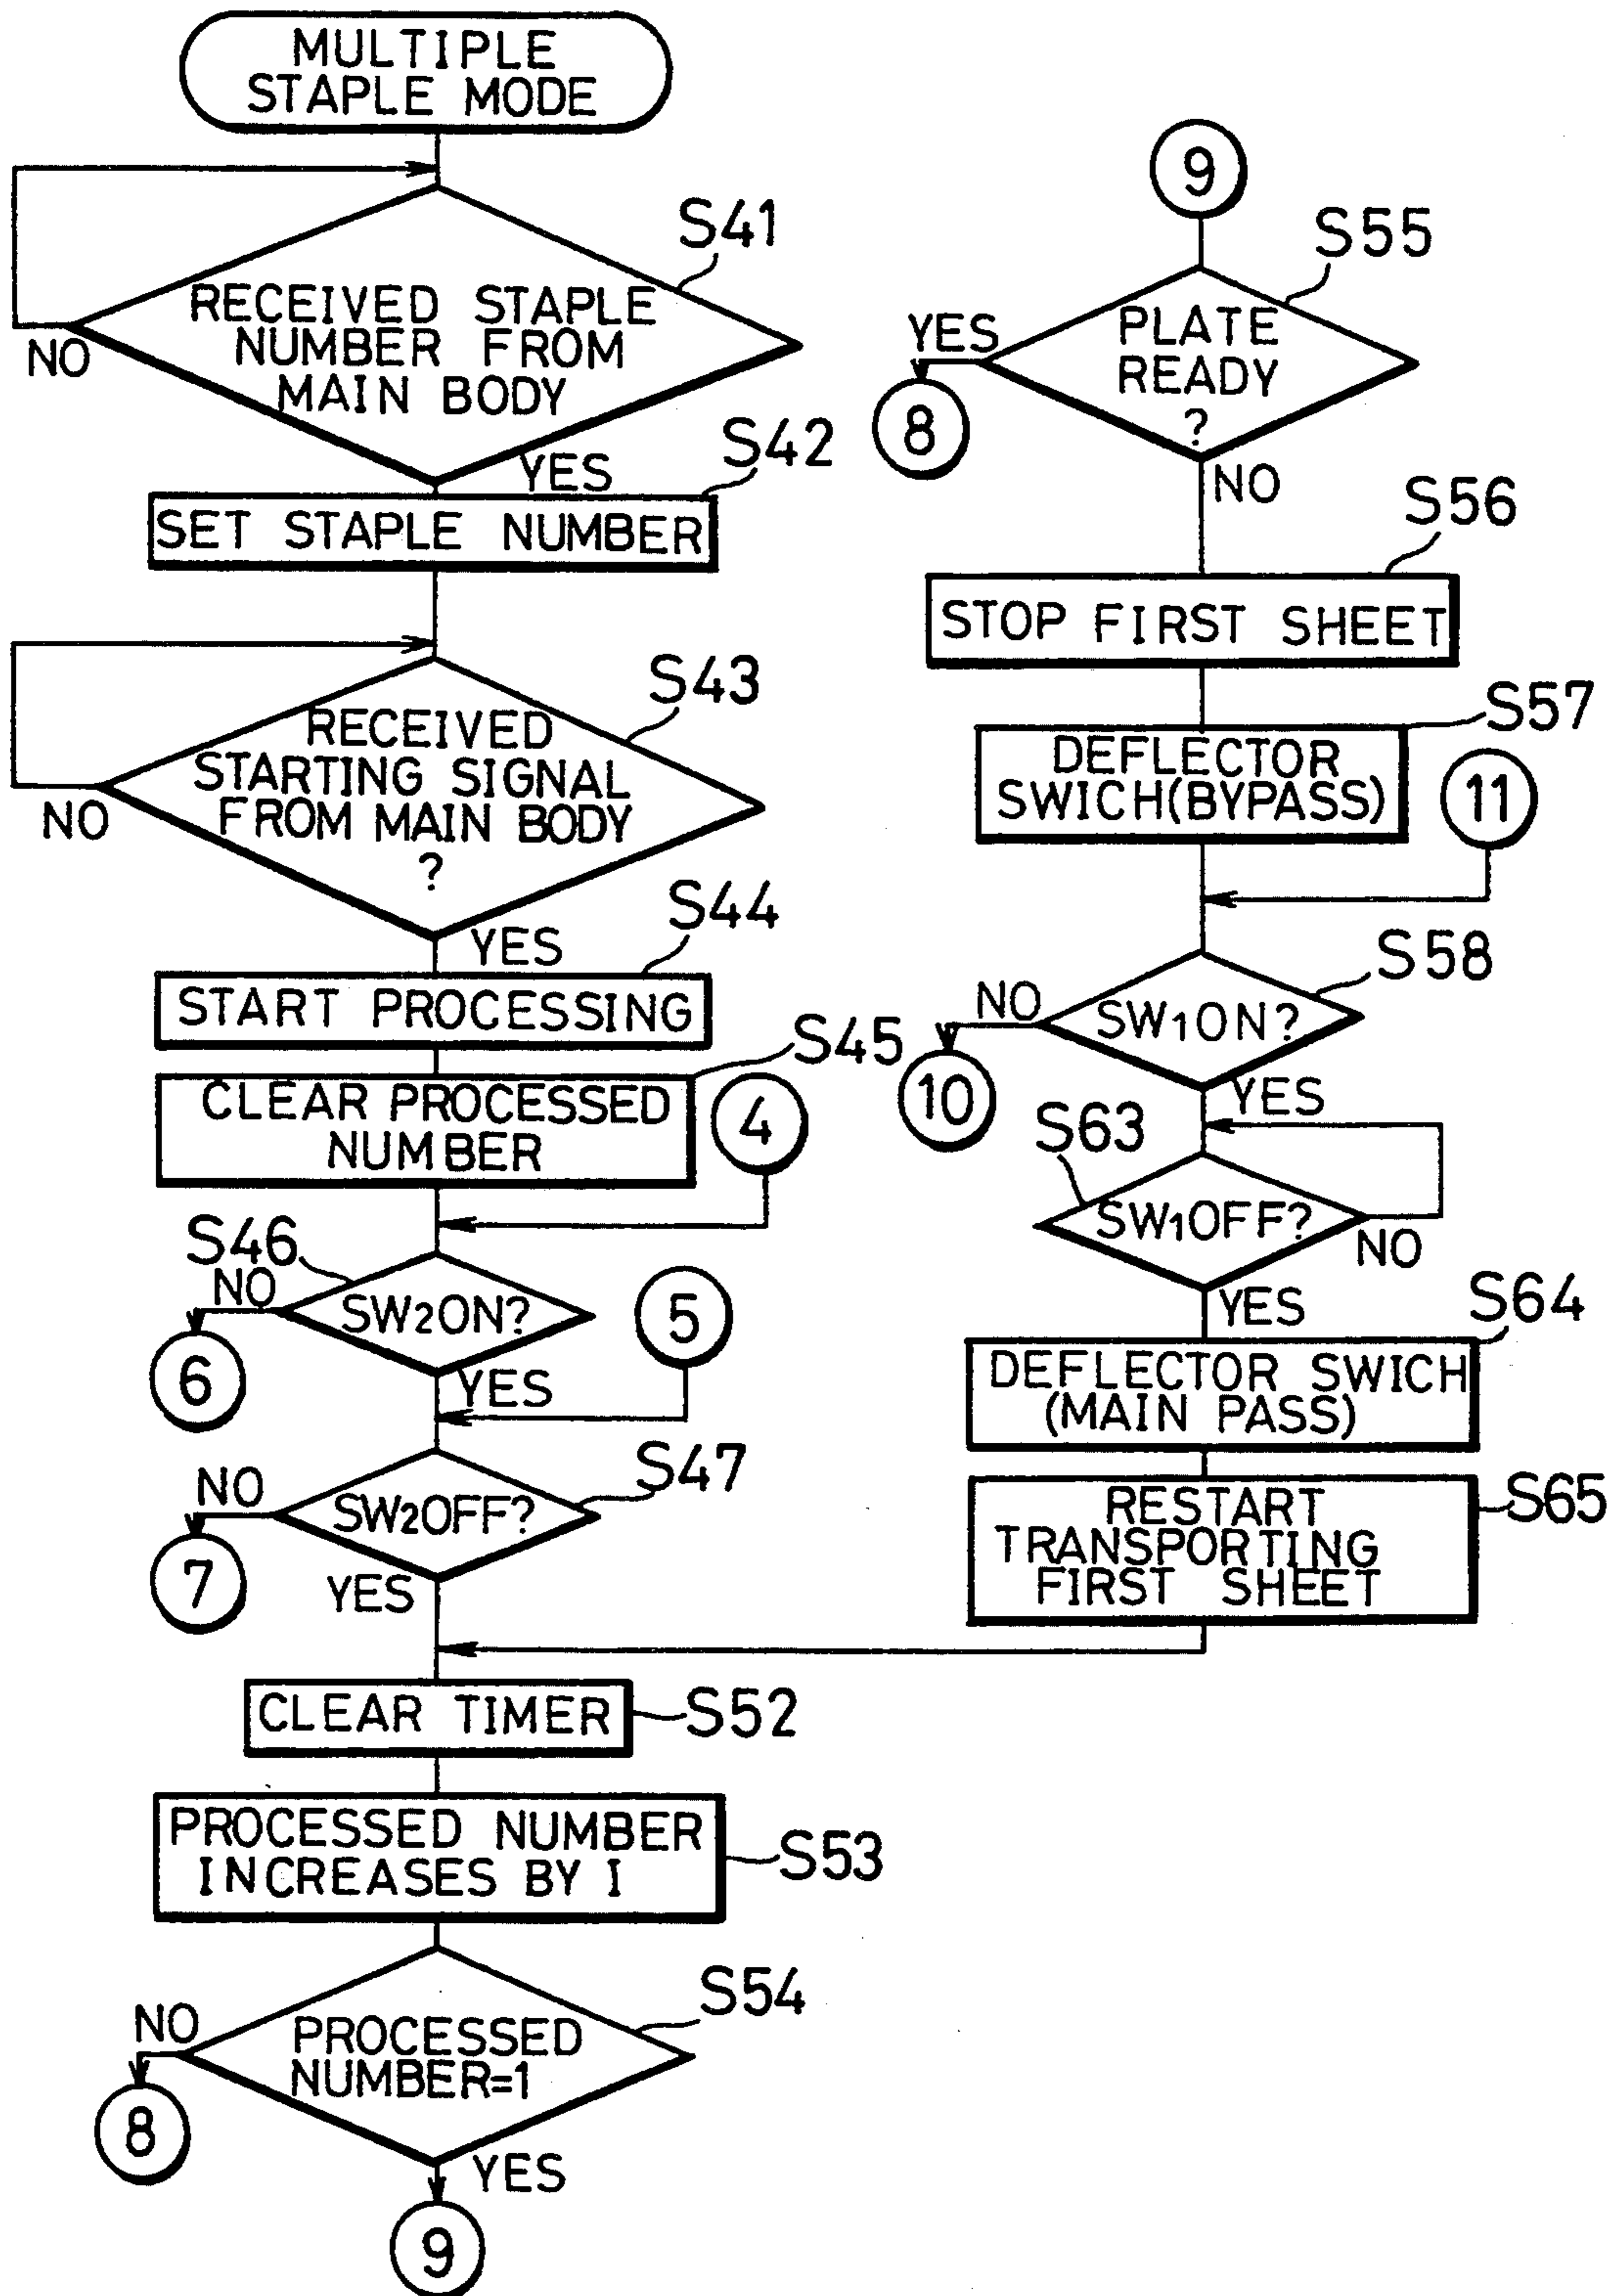 MULTIPLE
STAPLE MODE
S41
RECEIVED STAPLE
NUMBER FROM
MAIN BODY
NO
YES
S42
SET STAPLE NUMBER
S43
RECEIVED
STARTING SIGNAL
FROM MAIN BODY
?
NO
YES
S44
START PROCESSING
S45
CLEAR PROCESSED
NUMBER
4
S46
NO
SW2ON?
6
YES
5
S47
NO
SW2OFF?
7
YES
CLEAR TIMER
S52
PROCESSED NUMBER
INCREASES BY I
S53
S54
NO
PROCESSED
NUMBER=1
8
YES
9
9
S55
YES
PLATE
READY
?
8
NO
S56
STOP FIRST SHEET
S57
DEFLECTOR
SWICH(BYPASS)
11
S58
NO
SW1ON?
10
YES
S63
SW1OFF?
NO
YES
S64
DEFLECTOR SWICH
(MAIN PASS)
S65
RESTART
TRANSPORTING
FIRST SHEET